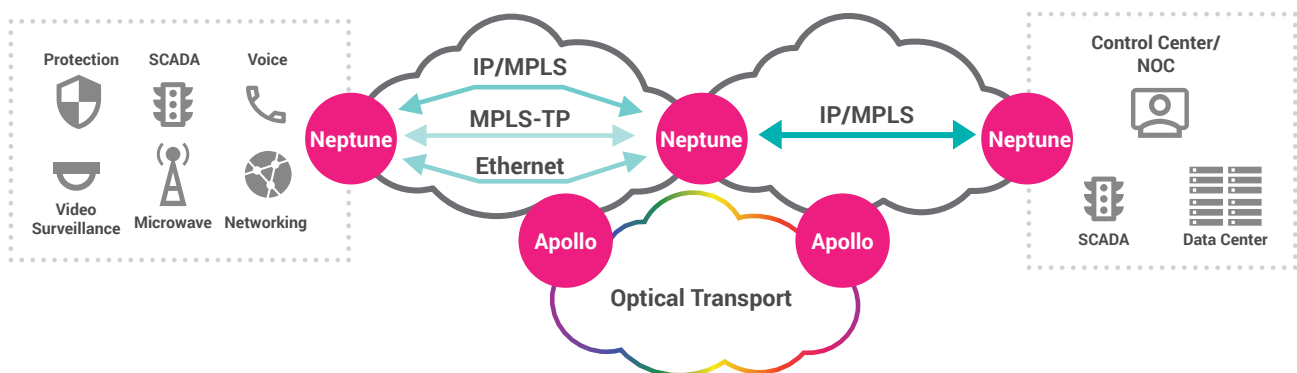 Protection
SCADA
Voice
Video
Surveillance
Microwave
Networking
Neptune
IP/MPLS
MPLS-TP
Ethernet
Neptune
IP/MPLS
Neptune
Apollo
Apollo
Optical Transport
Control Center/
NOC
SCADA
Data Center